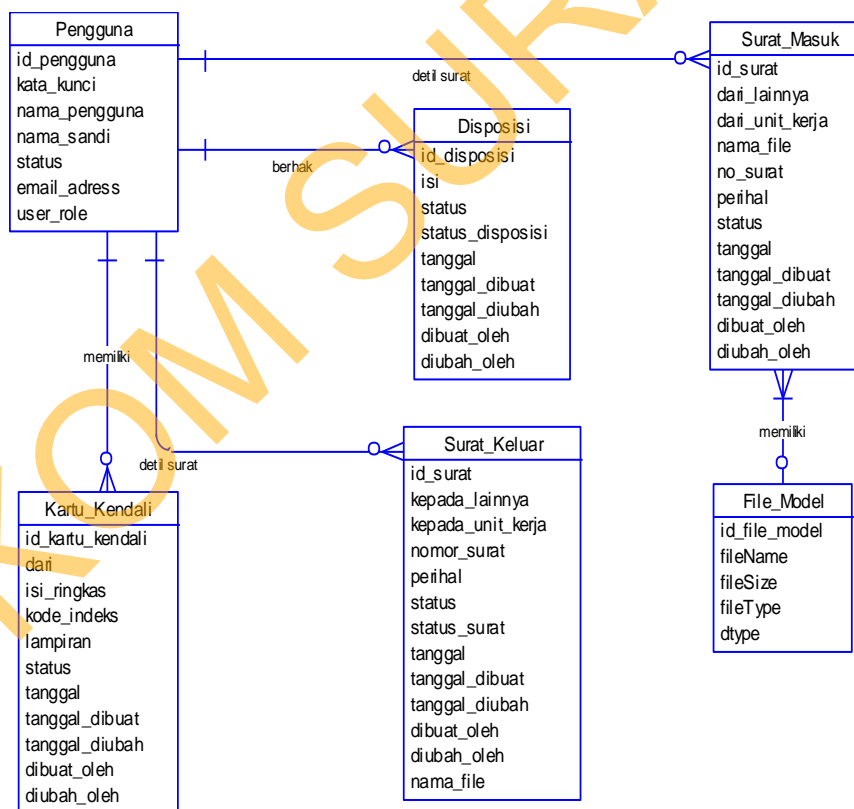 Pengguna
id_pengguna
kata_kunci
nama_pengguna
nama_sandi
status
email_adress
user_role
detil surat
Surat_Masuk
id_surat
dari_lainnya
dari_unit_kerja
nama_file
no_surat
perihal
status
tanggal
tanggal_dibuat
tanggal_diubah
dibuat_oleh
diubah_oleh
berhak
Disposisi
id_disposisi
isi
status
status_disposisi
tanggal
tanggal_dibuat
tanggal_diubah
dibuat_oleh
diubah_oleh
memiliki
detil surat
memiliki
Kartu_Kendali
id_kartu_kendali
dari
isi_ringkas
kode_indeks
lampiran
status
tanggal
tanggal_dibuat
tanggal_diubah
dibuat_oleh
diubah_oleh
Surat_Keluar
id_surat
kepada_lainnya
kepada_unit_kerja
nomor_surat
perihal
status
status_surat
tanggal
tanggal_dibuat
tanggal_diubah
dibuat_oleh
diubah_oleh
nama_file
File_Model
id_file_model
fileName
fileSize
fileType
dtype
KOM SURA